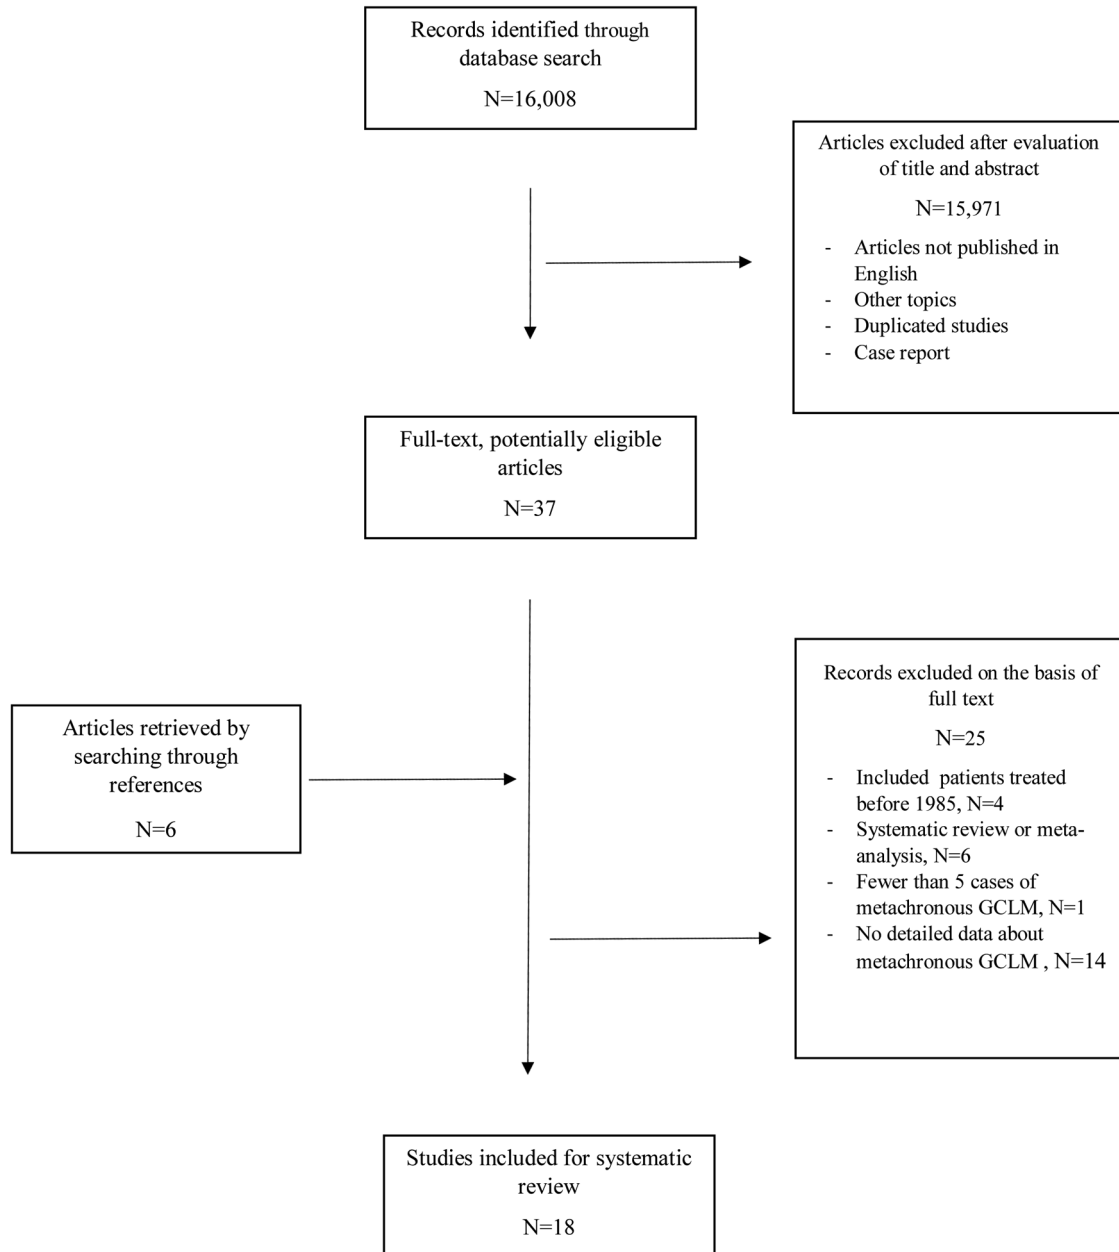 Records identified through
database search
N=16,008
Articles excluded after evaluation
of title and abstract
N=15,971
- Articles not published in
English
- Other topics
- Duplicated studies
- Case report
Full-text, potentially eligible
articles
N=37
Articles retrieved by
searching through
references
N=6
Records excluded on the basis of
full text
N=25
- Included patients treated
before 1985, N=4
- Systematic review or meta-
analysis, N=6
- Fewer than 5 cases of
metachronous GCLM, N=1
- No detailed data about
metachronous GCLM , N=14
Studies included for systematic
review
N=18